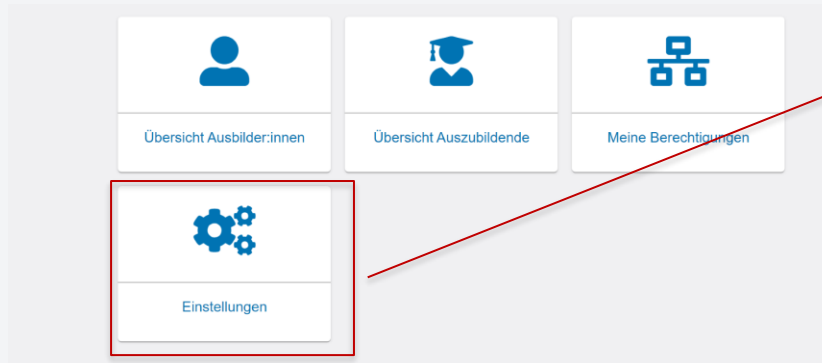 Übersicht Ausbilder:innen
Übersicht Auszubildende
Meine Berechtigungen
Einstellungen